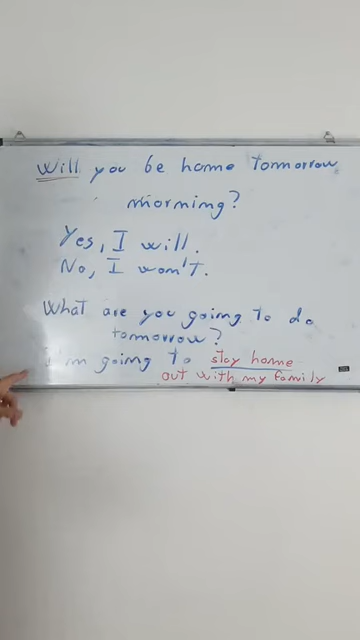 Will you be home tomorrow
morning?
Yes, I will.
No, I won't.
What are you going to do
tomorrow?
I'm going to stay home
out with my family